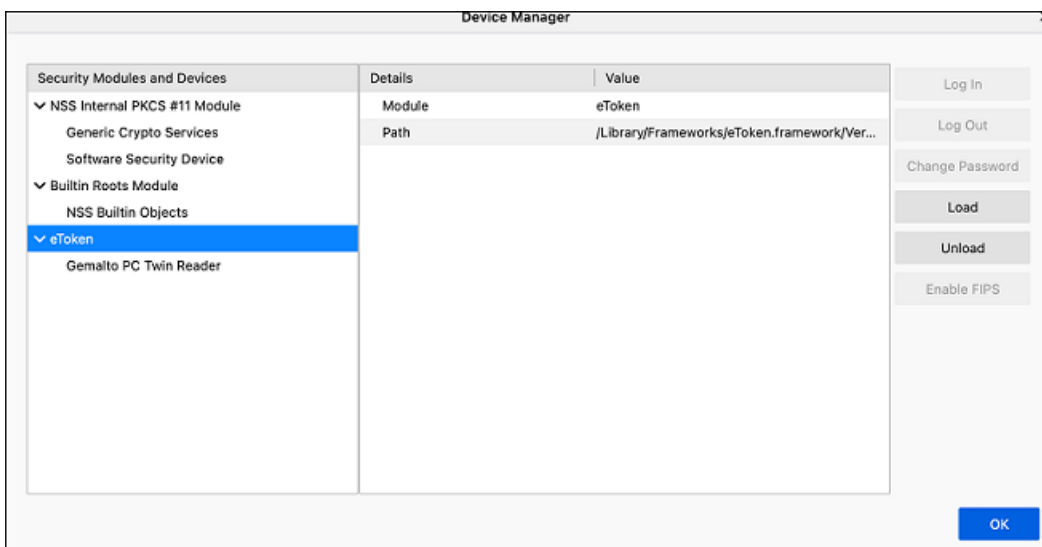 Device Manager
Security Modules and Devices
NSS Internal PKCS #11 Module
Generic Crypto Services
Software Security Device
Builtin Roots Module
NSS Builtin Objects
eToken
Gemalto PC Twin Reader
Details Value
Module eToken
Path /Library/Frameworks/eToken.framework/Ver...
Log In
Log Out
Change Password
Load
Unload
Enable FIPS
OK